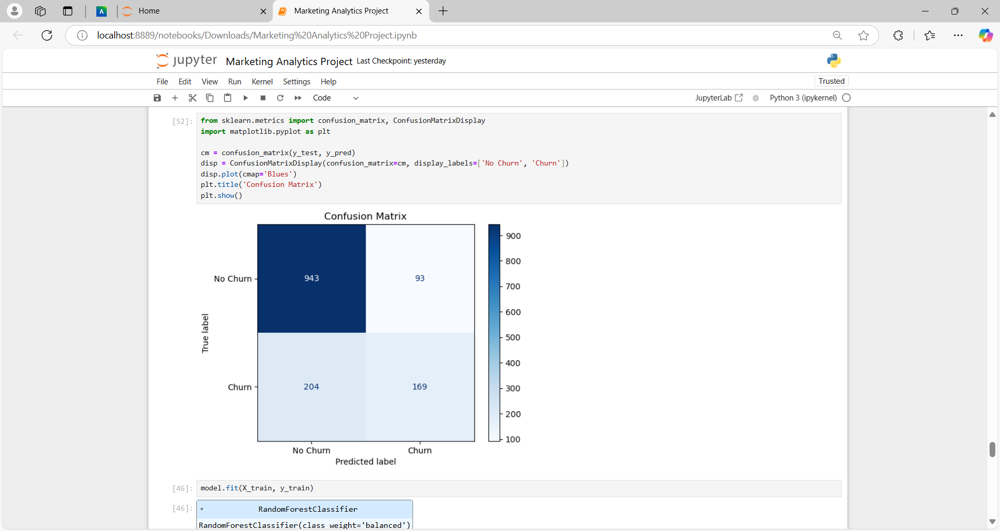 Home
Marketing Analytics Project
localhost:8889/notebooks/Downloads/Marketing%20Analytics%20Project.ipynb
jupyter Marketing Analytics Project Last Checkpoint: yesterday
File Edit View Run Kernel Settings Help
Trusted
Code
JupyterLab
Python 3 (ipykernel)
[52]:
from sklearn.metrics import confusion_matrix, ConfusionMatrixDisplay
import matplotlib.pyplot as plt
cm = confusion_matrix(y_test, y_pred)
disp = ConfusionMatrixDisplay(confusion_matrix=cm, display_labels=['No Churn', 'Churn'])
disp.plot(cmap='Blues')
plt.title('Confusion Matrix')
plt.show()
Confusion Matrix
No Churn
943
93
Churn
204
169
True label
No Churn
Churn
Predicted label
900
800
700
600
500
400
300
200
100
[46]:
model.fit(X_train, y_train)
[46]:
RandomForestClassifier
RandomForestClassifier(class_weight='balanced')